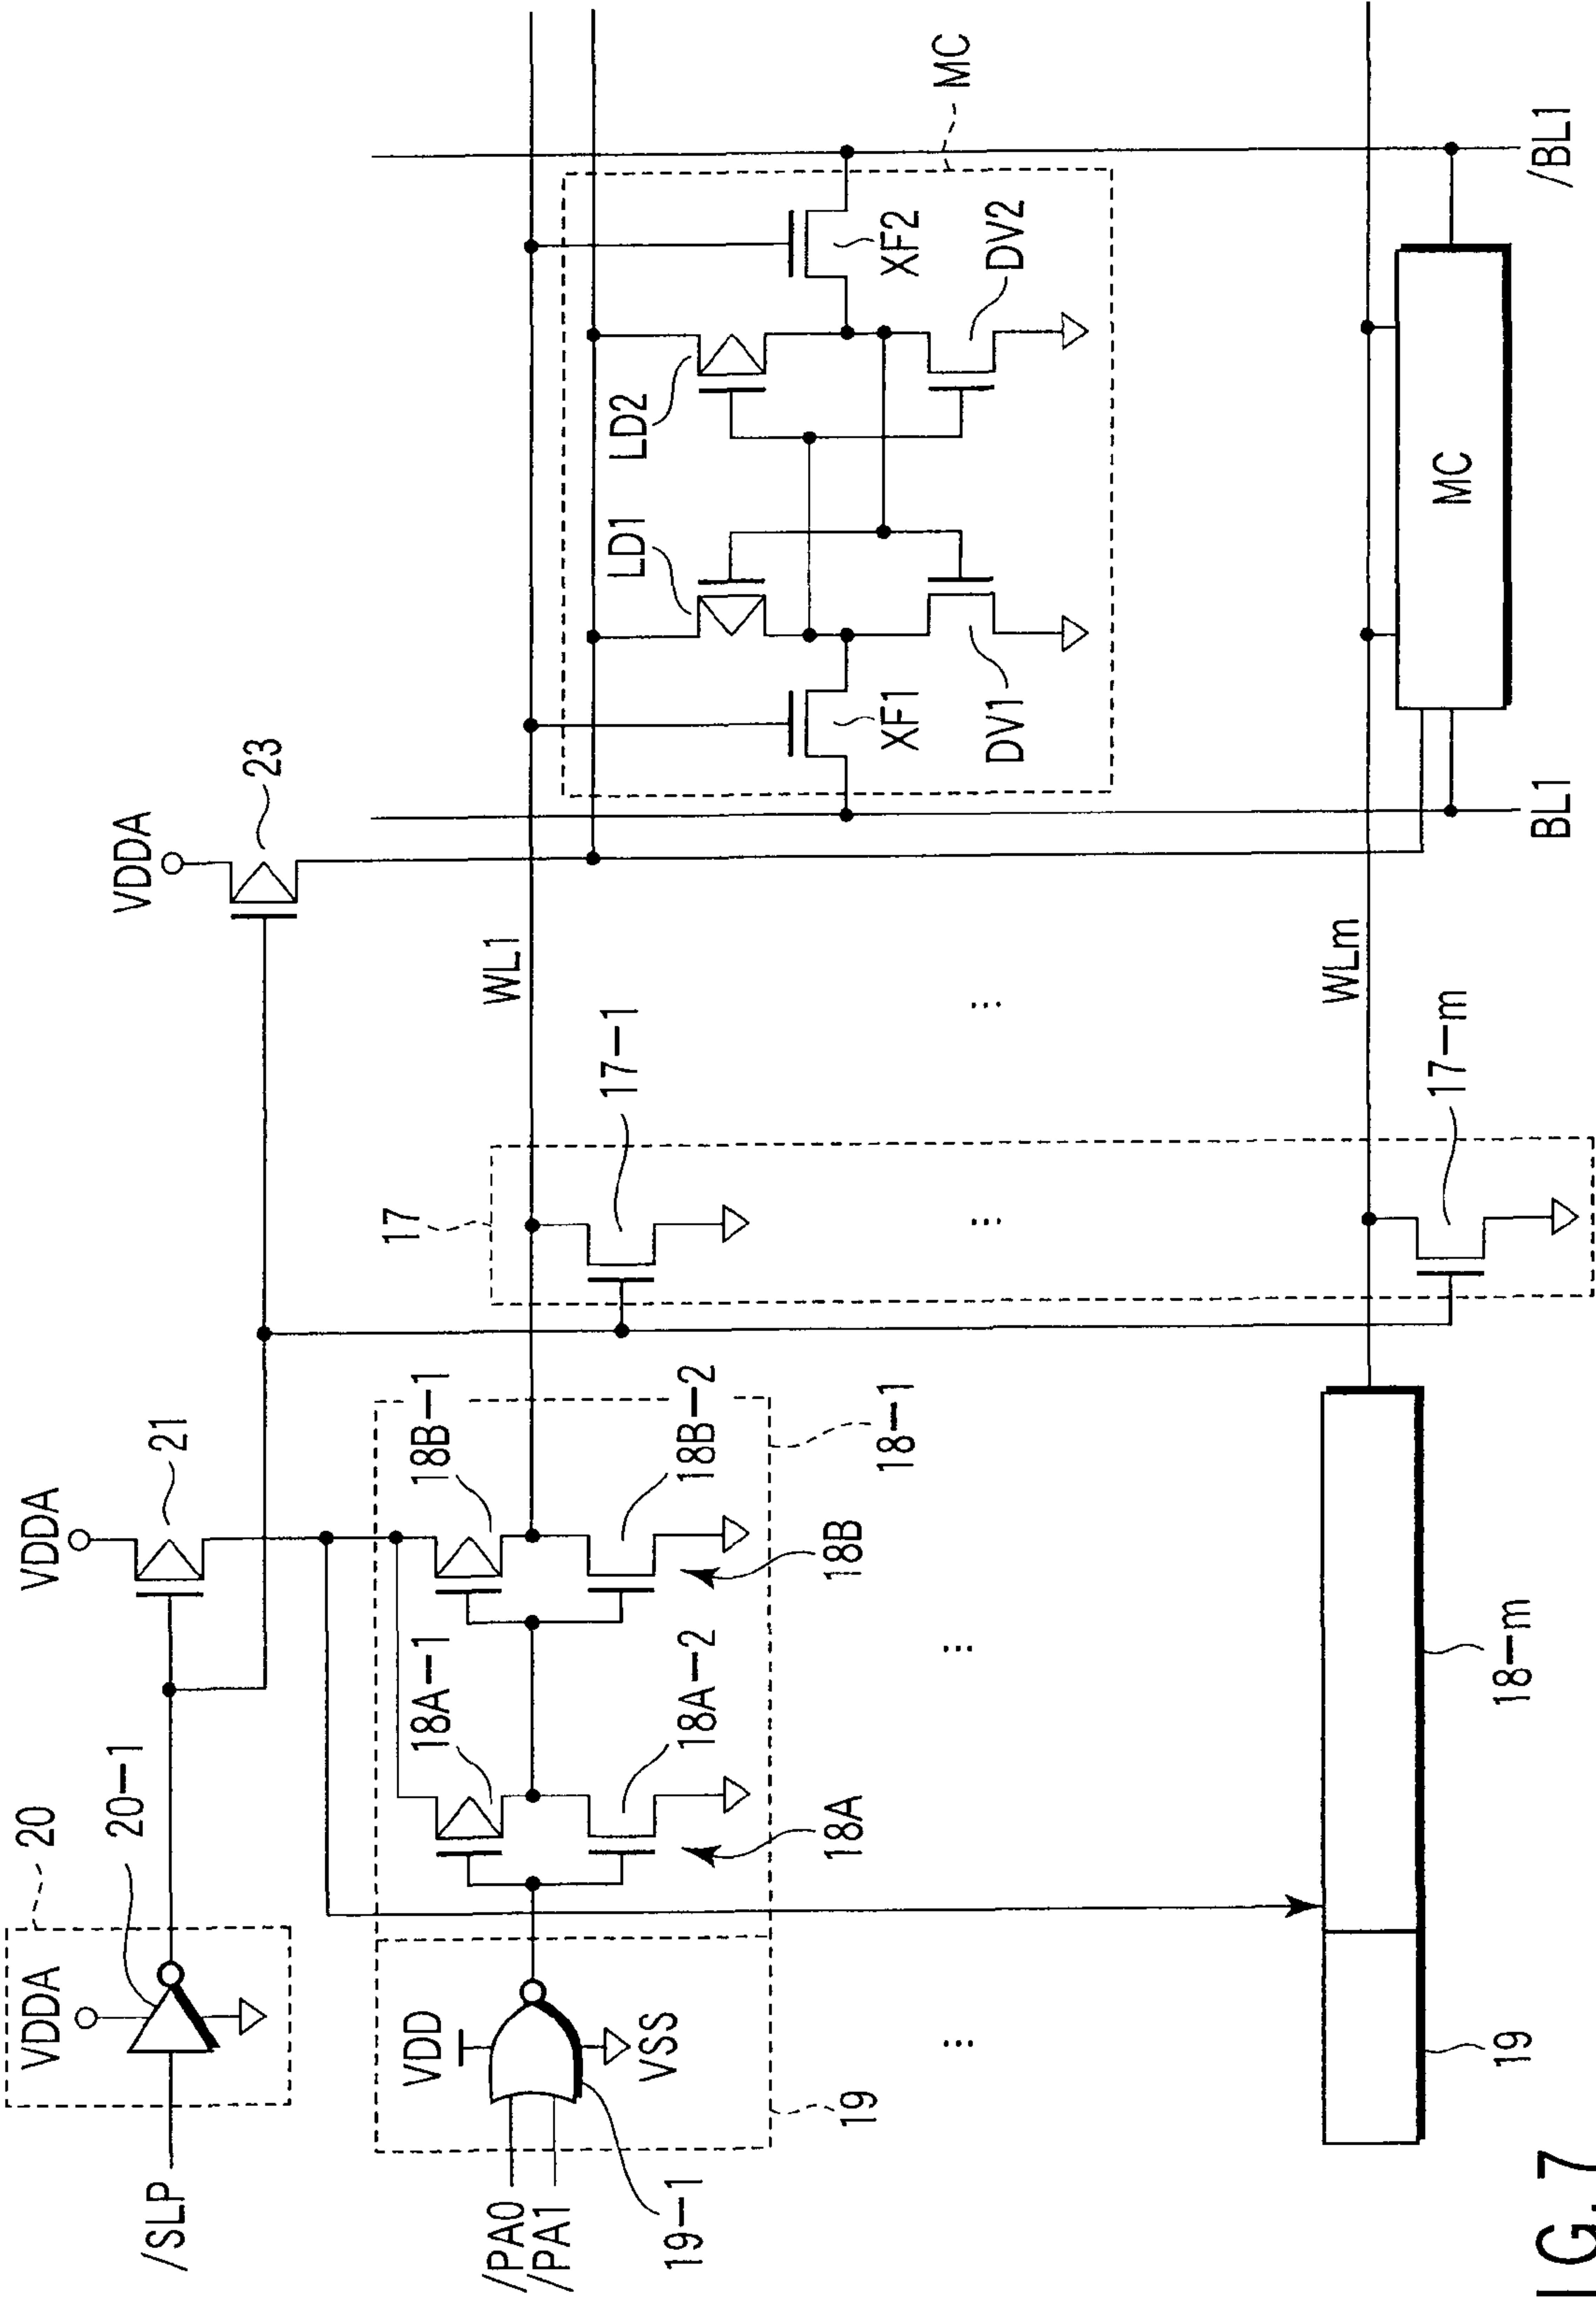 VDDA
20
20-1
/SLP
VDDA
21
VDDA
23
VDD
VSS
/PA0
/PA1
19-1
19
18A-1
18A-2
18A
18B-1
18B-2
18B
18-1
17
17-1
WL1
LD1
LD2
XF1
XF2
DV1
DV2
MC
...
...
...
...
19
18-m
17-m
WLm
MC
BL1
/BL1
IG. 7